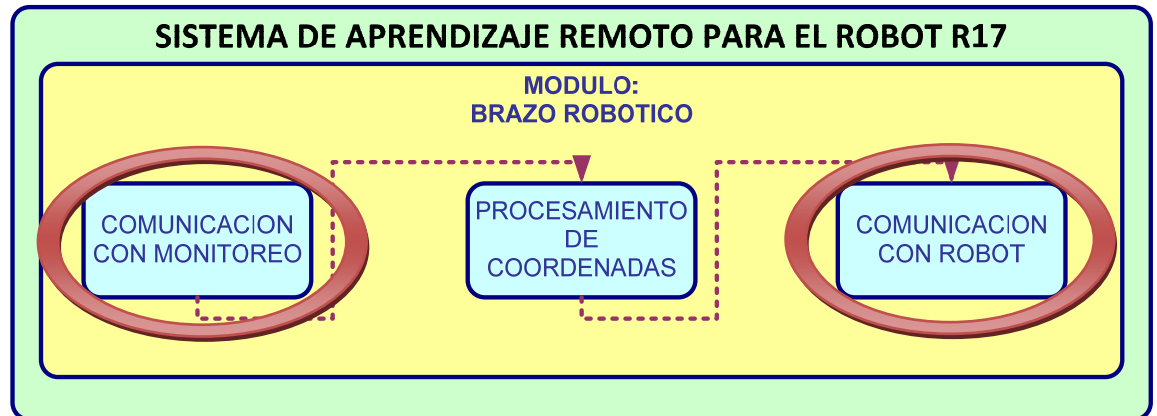 SISTEMA DE APRENDIZAJE REMOTO PARA EL ROBOT R17
MODULO:
BRAZO ROBOTICO
COMUNICACION
CON MONITOREO
PROCESAMIENTO
DE
COORDENADAS
COMUNICACION
CON ROBOT